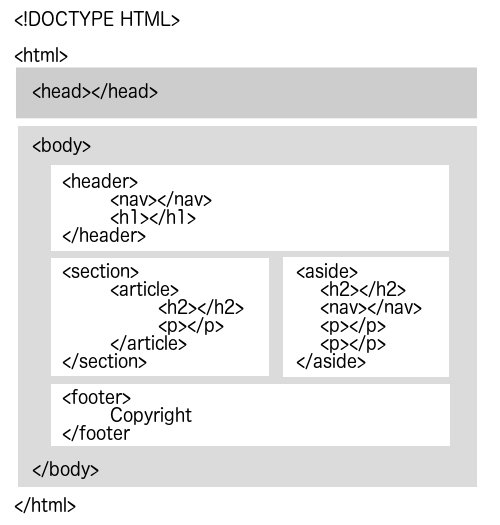 <!DOCTYPE HTML>
<html>
<head></head>
<body>
<header>
<nav></nav>
<h1></h1>
</header>
<section>
<article>
<h2></h2>
<p></p>
</article>
</section>
<aside>
<h2></h2>
<nav></nav>
<p></p>
<p></p>
</aside>
<footer>
Copyright
</footer
</body>
</html>